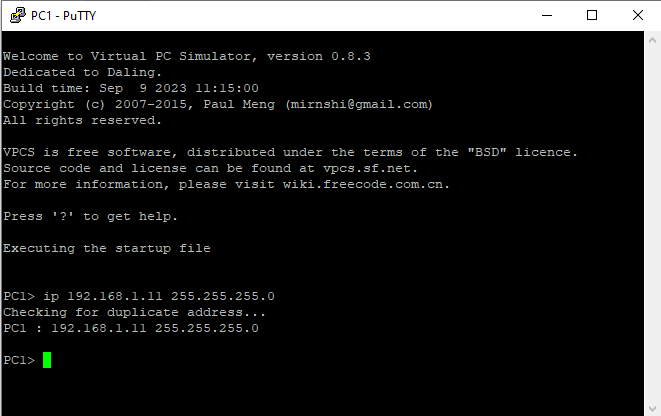 PC1 - PuTTY
Welcome to Virtual PC Simulator, version 0.8.3
Dedicated to Daling.
Build time: Sep  9 2023 11:15:00
Copyright (c) 2007-2015, Paul Meng (mirnshi@gmail.com)
All rights reserved.
VPCS is free software, distributed under the terms of the "BSD" licence.
Source code and license can be found at vpcs.sf.net.
For more information, please visit wiki.freecode.com.cn.
Press '?' to get help.
Executing the startup file
PC1> ip 192.168.1.11 255.255.255.0
Checking for duplicate address...
PC1 : 192.168.1.11 255.255.255.0
PC1>